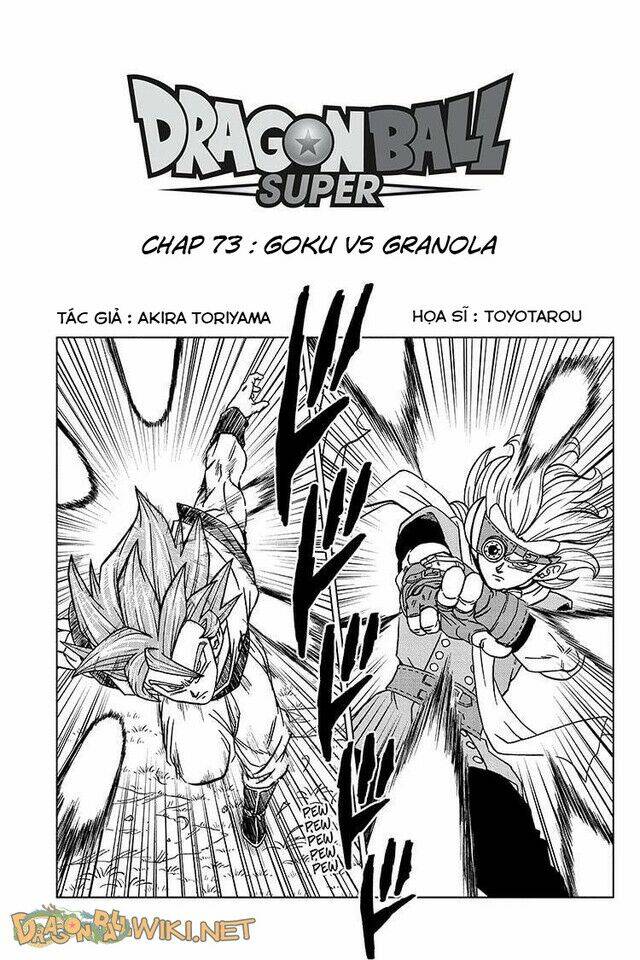 DRAGON BALL
SUPER
CHAP 73 : GOKU VS GRANOLA
TÁC GIẢ : AKIRA TORIYAMA
HỌA SĨ : TOYOTAROU
PEW
PEW
PEW,
PEW,
PEW
DRAGONBALLWIKI.NET